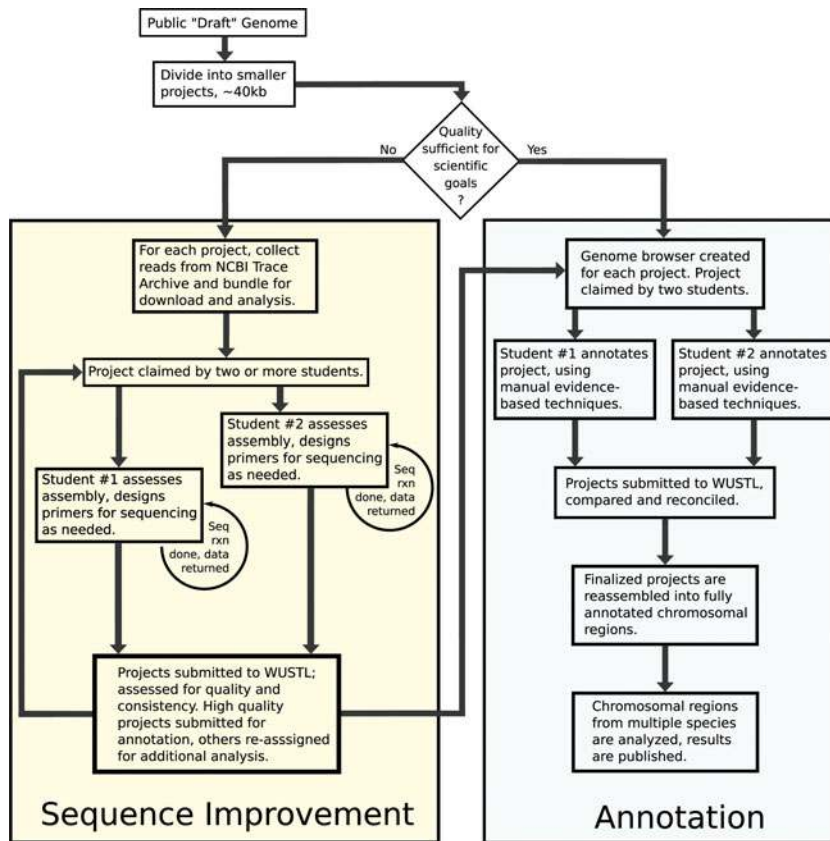 Public "Draft" Genome
Divide into smaller
projects, ~40kb
Quality
sufficient for
scientific
goals
?
No
Yes
For each project, collect
reads from NCBI Trace
Archive and bundle for
download and analysis.
Project claimed by two or more students.
Student #2 assesses
assembly, designs
primers for sequencing
as needed.
Seq
rxn
done, data
returned
Student #1 assesses
assembly, designs
primers for sequencing
as needed.
Seq
rxn
done, data
returned
Projects submitted to WUSTL;
assessed for quality and
consistency. High quality
projects submitted for
annotation, others re-asssigned
for additional analysis.
Sequence Improvement
Genome browser created
for each project. Project
claimed by two students.
Student #1 annotates
project, using
manual evidence-
based techniques.
Student #2 annotates
project, using
manual evidence-
based techniques.
Projects submitted to WUSTL,
compared and reconciled.
Finalized projects are
reassembled into fully
annotated chromosomal
regions.
Chromosomal regions
from multiple species
are analyzed, results
are published.
Annotation